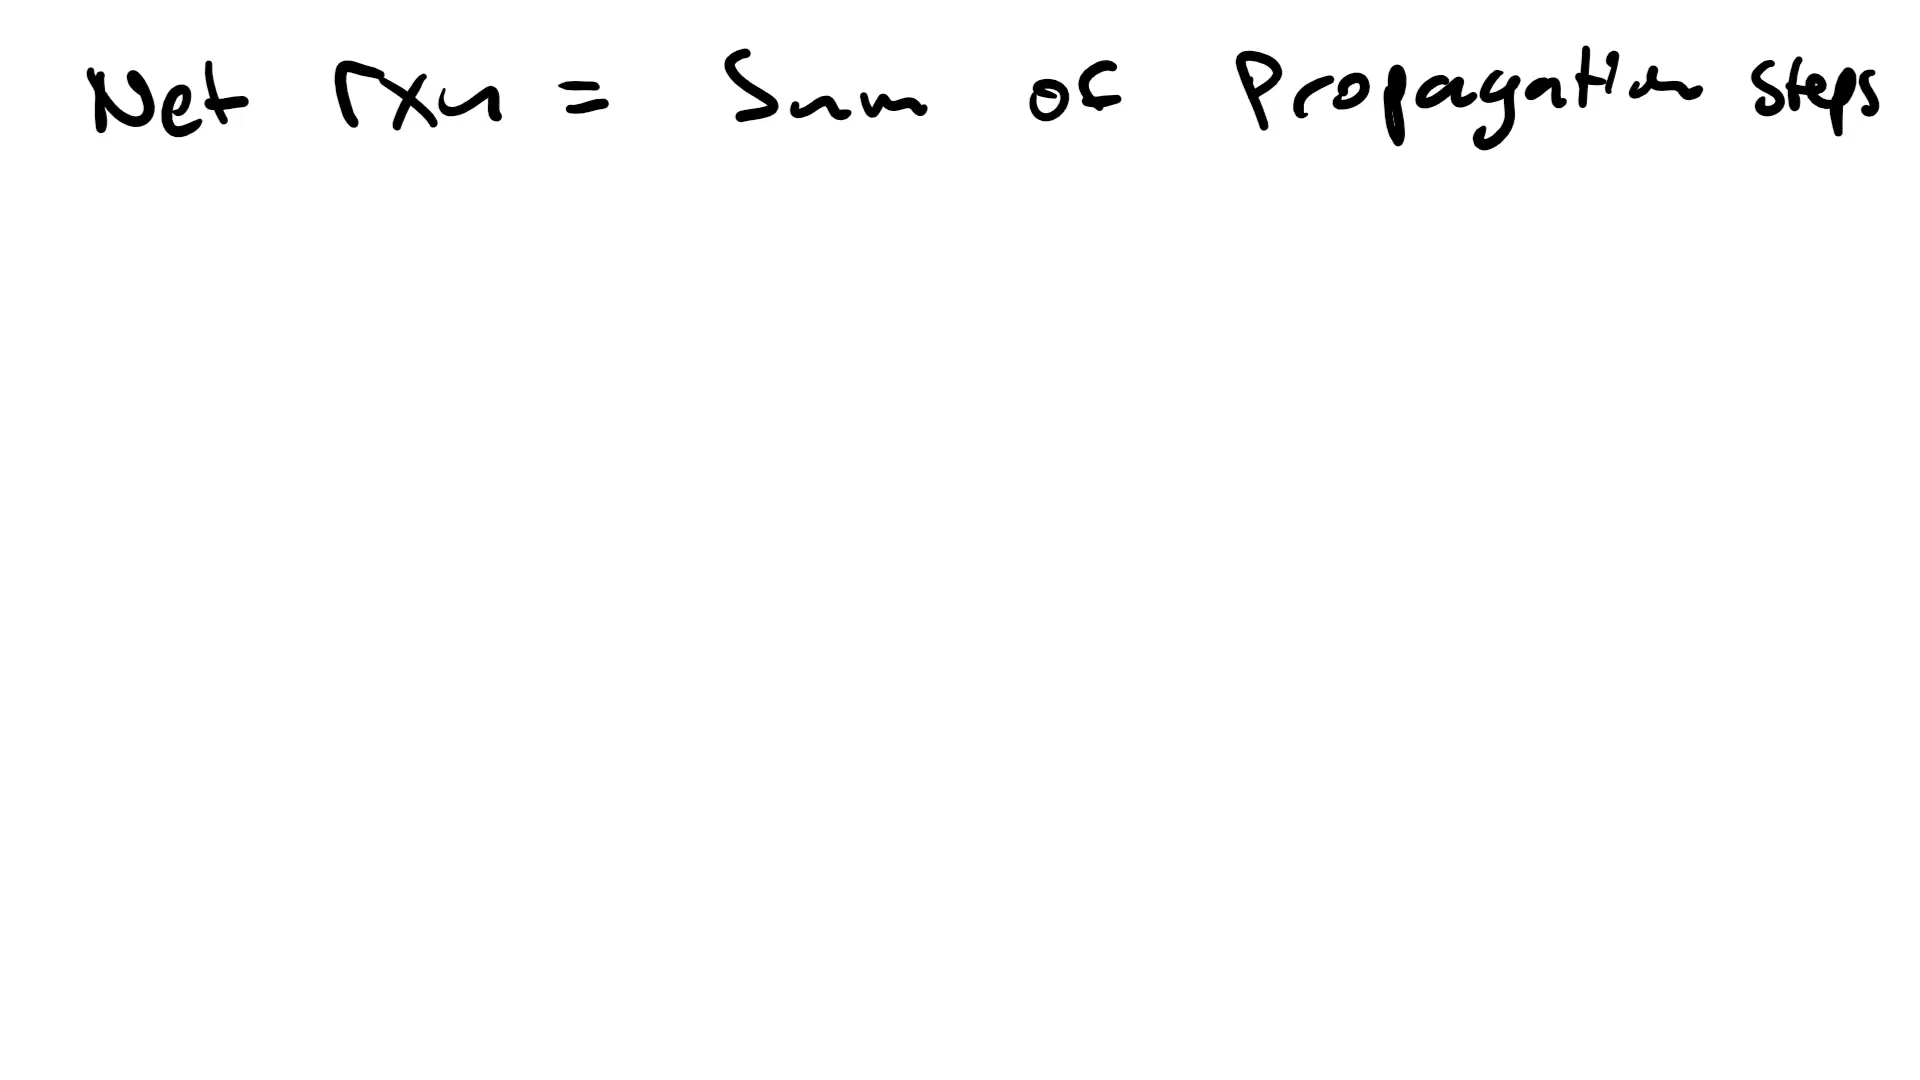 Net rxn = Sum of Propagation steps